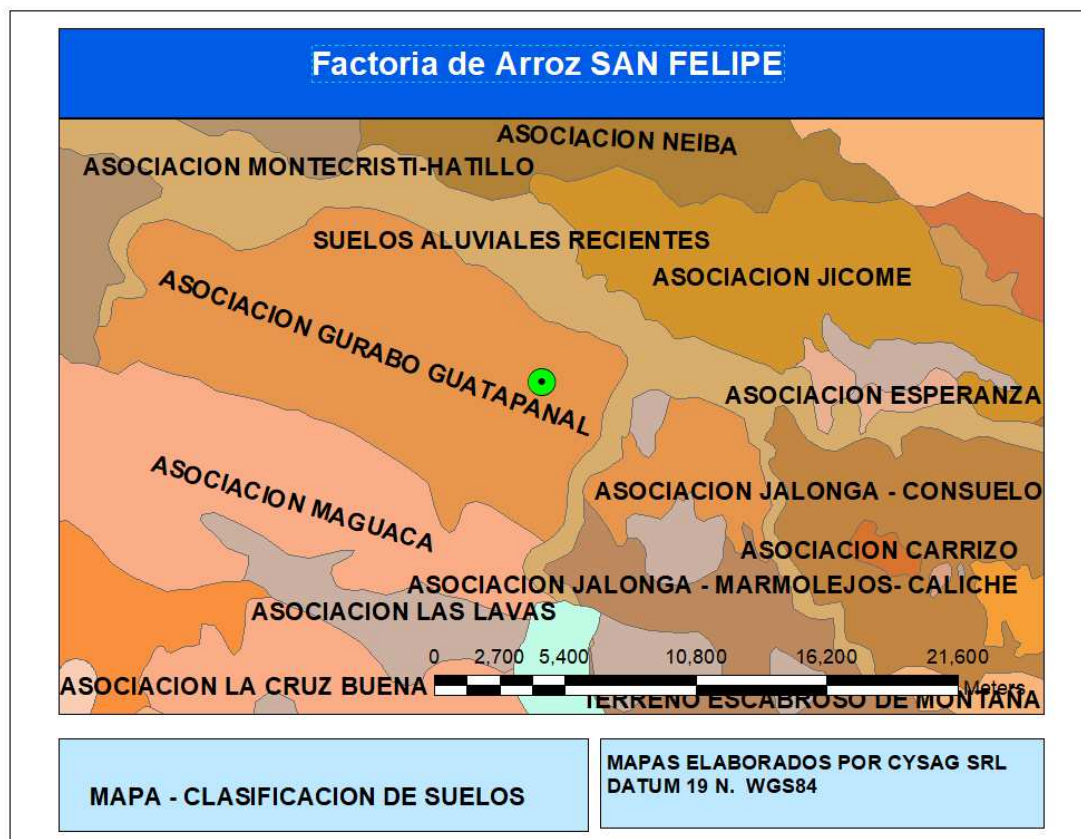 Factoria de Arroz SAN FELIPE
ASOCIACION NEIBA
ASOCIACION MONTECRISTI-HATILLO
SUELOS ALUVIALES RECIENTES
ASOCIACION JICOME
ASOCIACION GURABO GUATAPANAL
ASOCIACION ESPERANZA
ASOCIACION MAGUACA
ASOCIACION JALONGA - CONSUELO
ASOCIACION CARRIZO
ASOCIACION JALONGA - MARMOLEJOS- CALICHE
ASOCIACION LAS LAVAS
0 2,700 5,400 10,800 16,200 21,600
Meters
ASOCIACION LA CRUZ BUENA
TERRENO ESCABROSO DE MONTANA
MAPA - CLASIFICACION DE SUELOS
MAPAS ELABORADOS POR CYSAG SRL
DATUM 19 N. WGS84